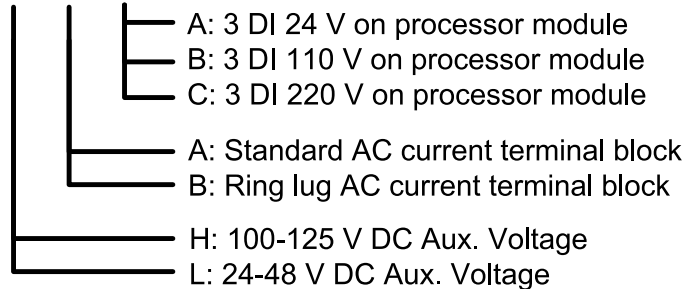 A: 3 DI 24 V on processor module
B: 3 DI 110 V on processor module
C: 3 DI 220 V on processor module
A: Standard AC current terminal block
B: Ring lug AC current terminal block
H: 100-125 V DC Aux. Voltage
L: 24-48 V DC Aux. Voltage